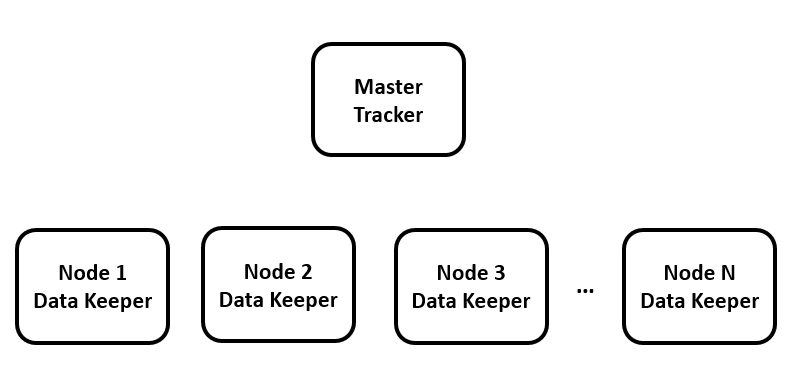 Master
Tracker
Node 1
Data Keeper
Node 2
Data Keeper
Node 3
Data Keeper
...
Node N
Data Keeper